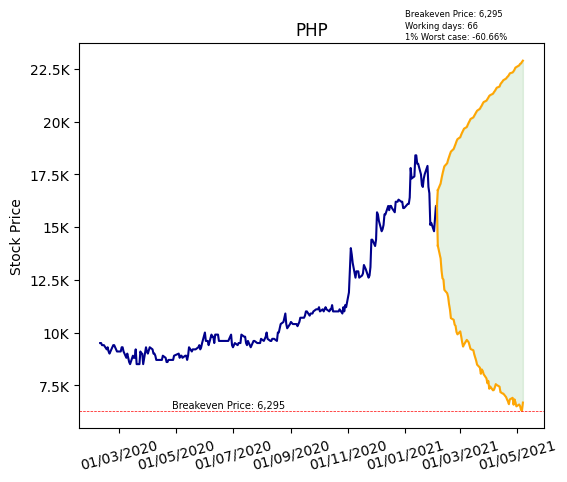 Breakeven Price: 6,295
Working days: 66
1% Worst case: -60.66%
PHP
Stock Price
22.5K
20K
17.5K
15K
12.5K
10K
7.5K
Breakeven Price: 6,295
01/03/2020
01/05/2020
01/07/2020
01/09/2020
01/11/2020
01/01/2021
01/03/2021
01/05/2021